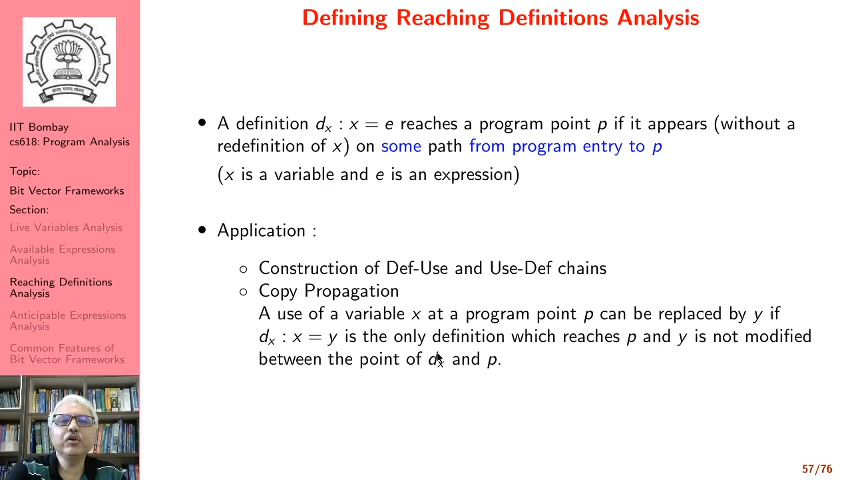 Defining Reaching Definitions Analysis
IIT Bombay
cs618: Program Analysis
Topic:
Bit Vector Frameworks
Section:
Live Variables Analysis
Available Expressions
Analysis
Reaching Definitions
Analysis
Anticipable Expressions
Analysis
Common Features of
Bit Vector Frameworks
• A definition dₓ : x = e reaches a program point p if it appears (without a
redefinition of x) on some path from program entry to p
(x is a variable and e is an expression)
• Application :
◦ Construction of Def-Use and Use-Def chains
◦ Copy Propagation
A use of a variable x at a program point p can be replaced by y if
dₓ : x = y is the only definition which reaches p and y is not modified
between the point of dₓ and p.
57/76